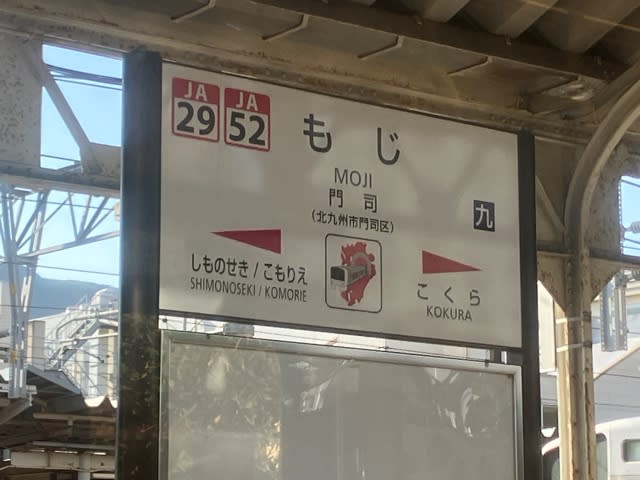 JA 29
JA 52
もじ
MOJI
門司
(北九州市門司区)
九
しものせき / こもりえ
SHIMONOSEKI / KOMORIE
こくら
KOKURA